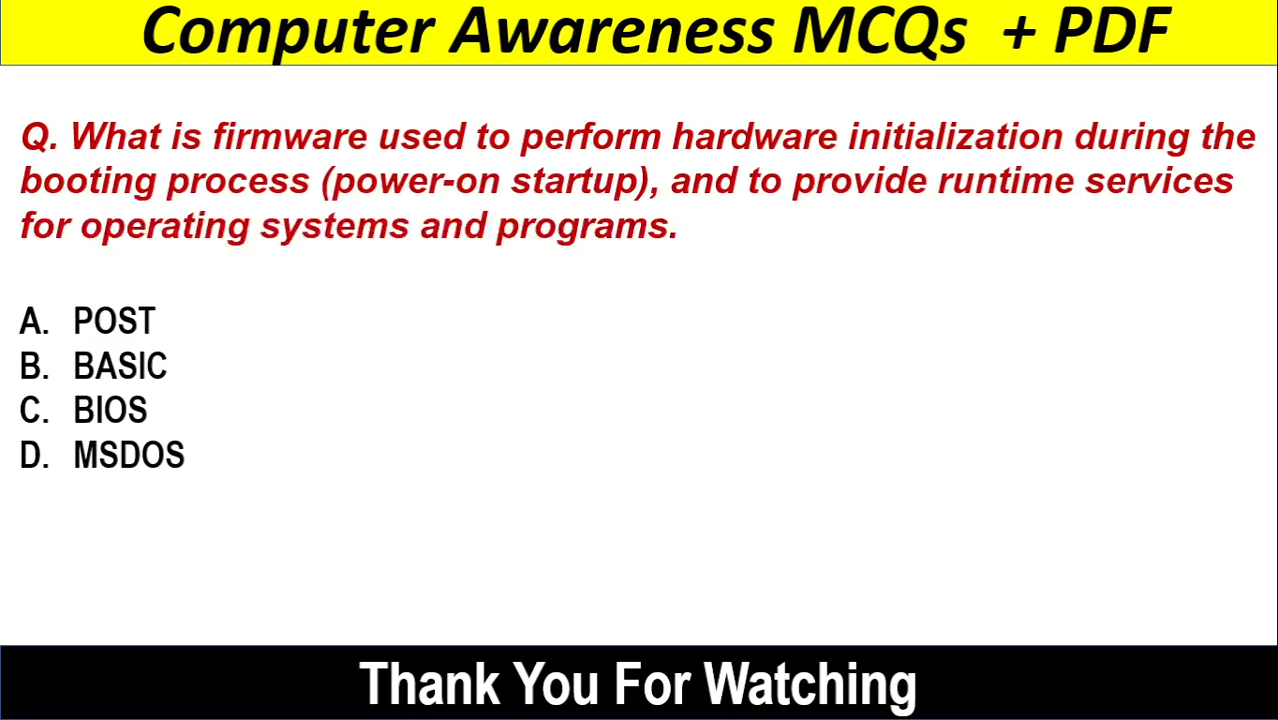 Computer Awareness MCQs + PDF
Q. What is firmware used to perform hardware initialization during the
booting process (power-on startup), and to provide runtime services
for operating systems and programs.
A. POST
B. BASIC
C. BIOS
D. MSDOS
Thank You For Watching